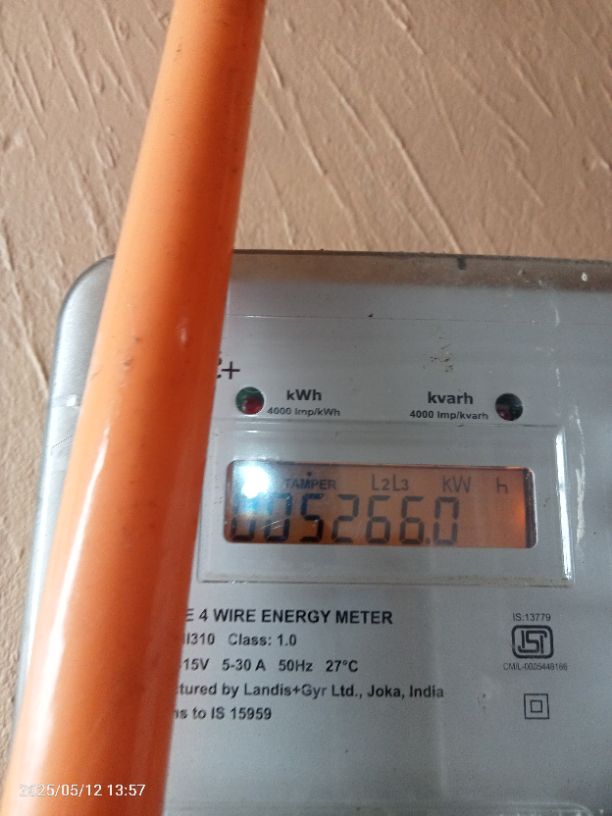 kWh kvarh
4000 Imp/kWh 4000 Imp/kvarh
TAMPER L2L3 KW h
005266.0
E 4 WIRE ENERGY METER
IS:13779
II310 Class: 1.0
-15V 5-30 A 50Hz 27°C
ctured by Landis+Gyr Ltd., Joka, India
ns to IS 15959
2025/05/12 13:57